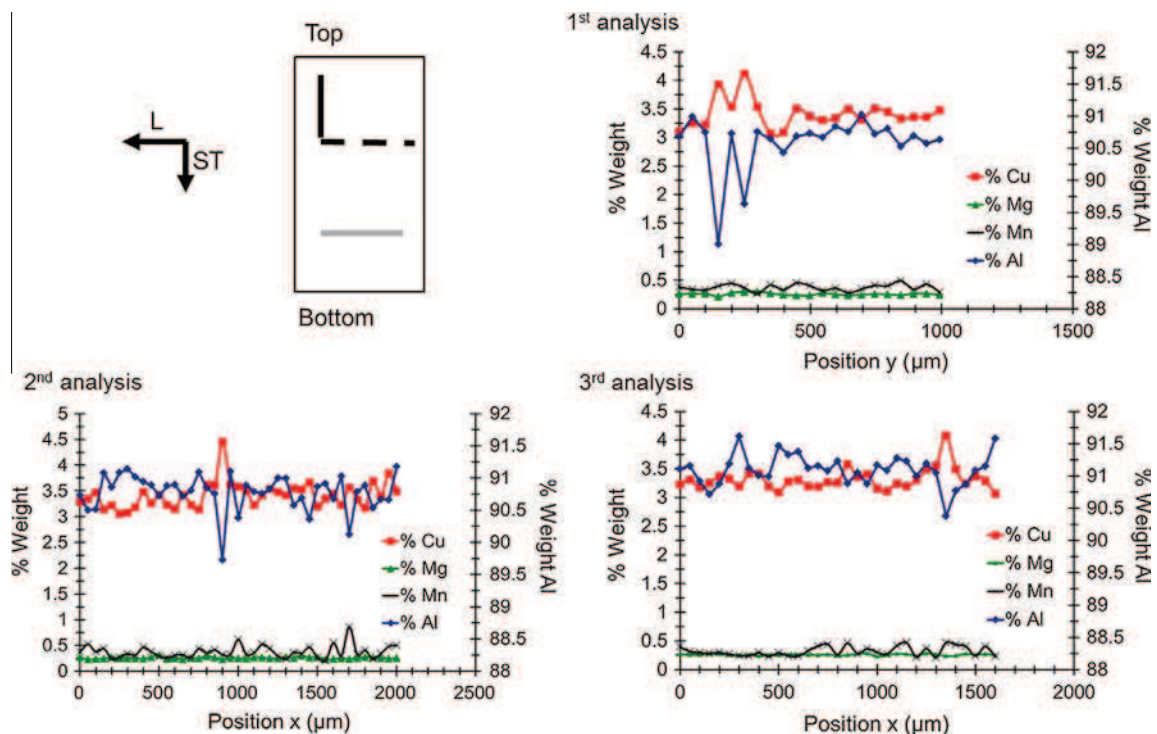 Top
L
ST
Bottom
1st analysis
4.5
4
3.5
3
2.5
2
1.5
1
0.5
0
% Weight
92
91.5
91
90.5
90
89.5
89
88.5
88
% Weight Al
% Cu
% Mg
% Mn
% Al
0
500
1000
1500
Position y (µm)
2nd analysis
5
4.5
4
3.5
3
2.5
2
1.5
1
0.5
0
% Weight
92
91.5
91
90.5
90
89.5
89
88.5
88
% Weight Al
% Cu
% Mg
% Mn
% Al
0
500
1000
1500
2000
2500
Position x (µm)
3rd analysis
4.5
4
3.5
3
2.5
2
1.5
1
0.5
0
% Weight
92
91.5
91
90.5
90
89.5
89
88.5
88
% Weight Al
% Cu
% Mg
% Mn
% Al
0
500
1000
1500
2000
Position x (µm)